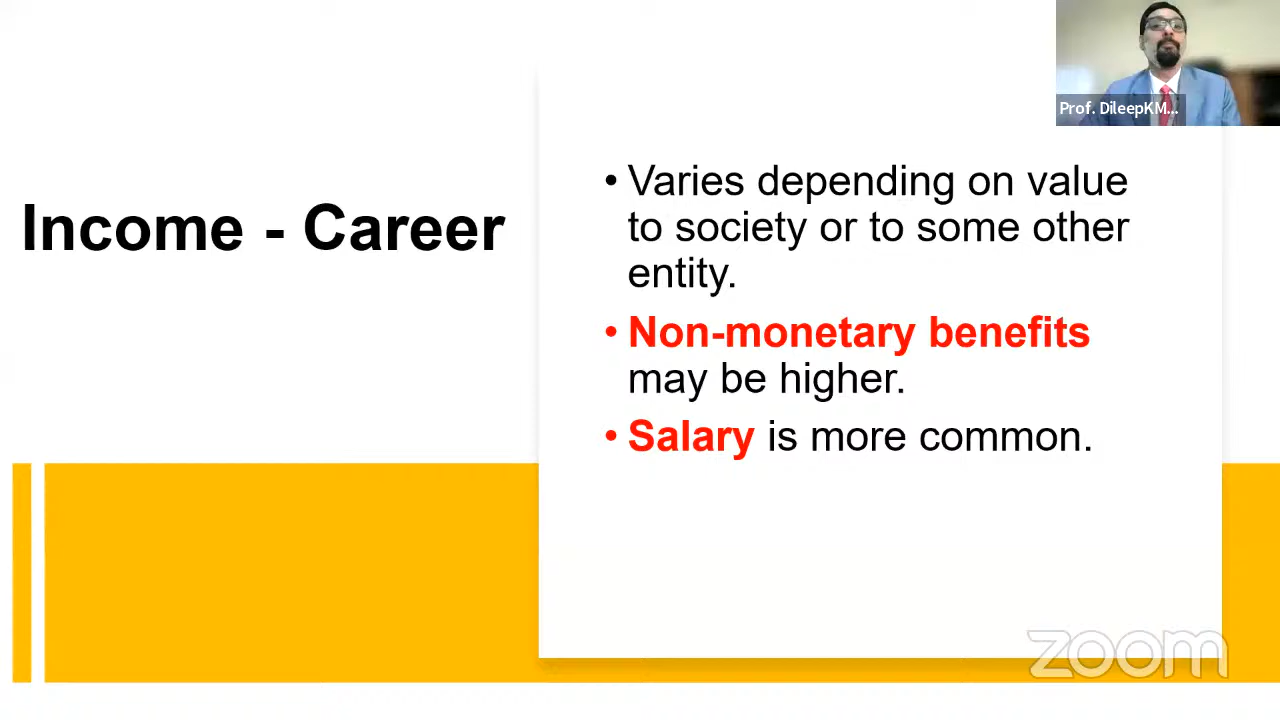 Prof. DileepKM...
Income - Career
• Varies depending on value
to society or to some other
entity.
• Non-monetary benefits
may be higher.
• Salary is more common.
zoom